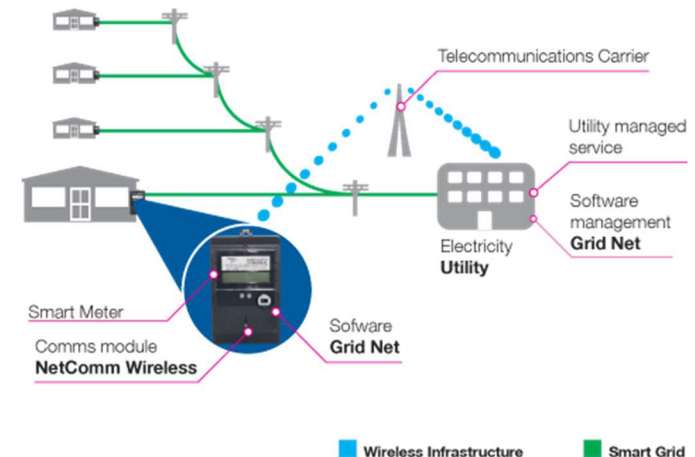 Telecommunications Carrier
Utility managed
service
Software
management
Grid Net
Electricity
Utility
Smart Meter
Comms module
NetComm Wireless
Sofware
Grid Net
Wireless Infrastructure
Smart Grid